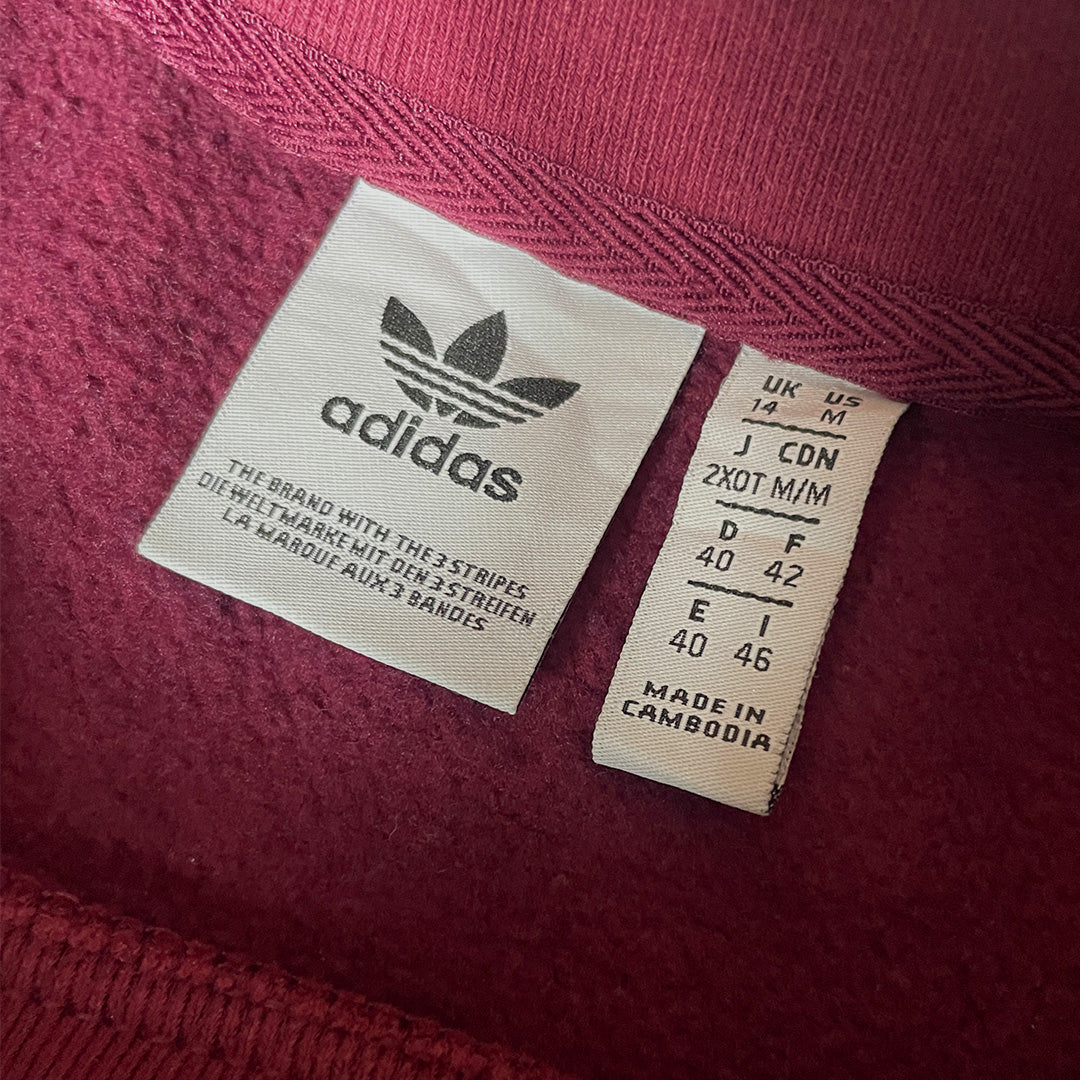 adidas
THE BRAND WITH THE 3 STRIPES
DIE WELTMARKE MIT DEN 3 STREIFEN
LA MARQUE AUX 3 BANDES
UK US
14 M
J CDN
2XOT M/M
D F
40 42
E I
40 46
MADE IN
CAMBODIA